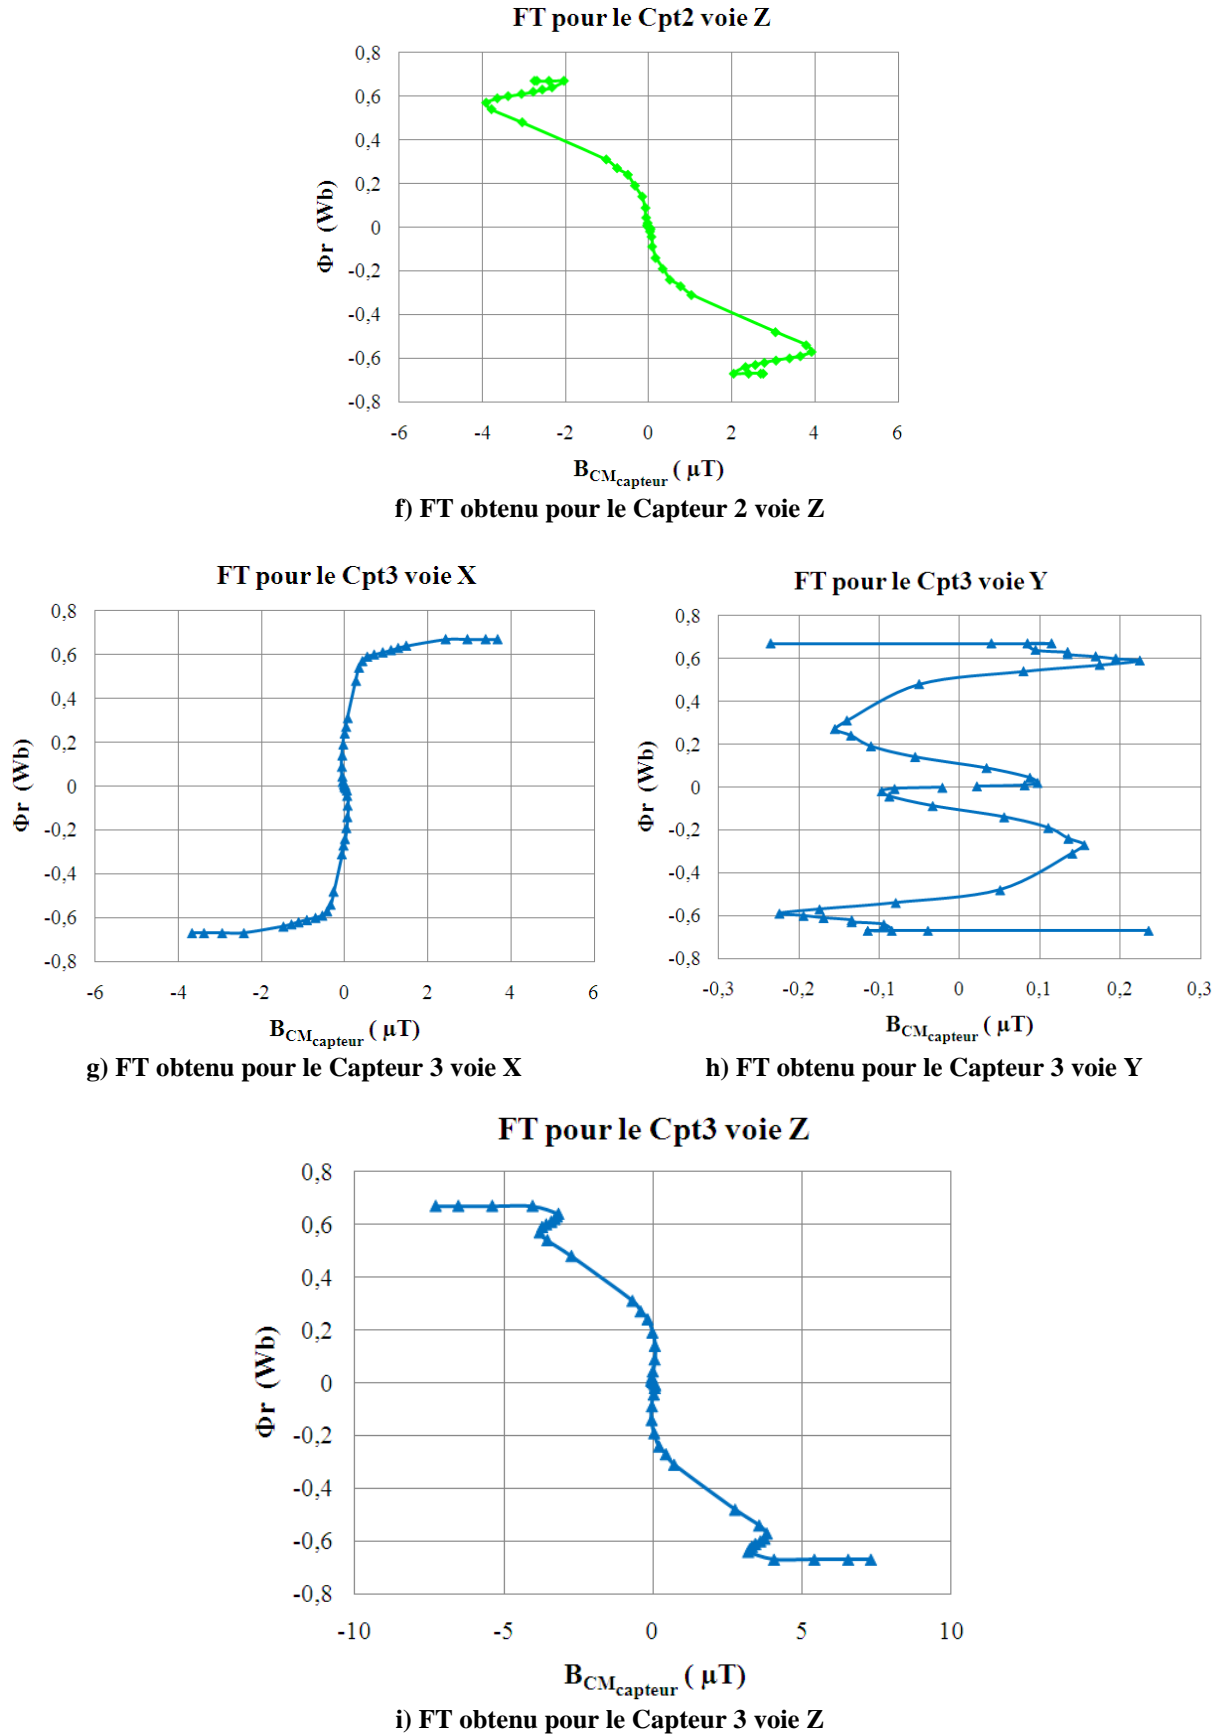 FT pour le Cpt2 voie Z
0,8
0,6
0,4
0,2
0
-0,2
-0,4
-0,6
-0,8
Φr (Wb)
-6 -4 -2 0 2 4 6
BCMcapteur ( µT)
f) FT obtenu pour le Capteur 2 voie Z
FT pour le Cpt3 voie X
0,8
0,6
0,4
0,2
0
-0,2
-0,4
-0,6
-0,8
Φr (Wb)
-6 -4 -2 0 2 4 6
BCMcapteur ( µT)
g) FT obtenu pour le Capteur 3 voie X
FT pour le Cpt3 voie Y
0,8
0,6
0,4
0,2
0
-0,2
-0,4
-0,6
-0,8
Φr (Wb)
-0,3 -0,2 -0,1 0 0,1 0,2 0,3
BCMcapteur ( µT)
h) FT obtenu pour le Capteur 3 voie Y
FT pour le Cpt3 voie Z
0,8
0,6
0,4
0,2
0
-0,2
-0,4
-0,6
-0,8
Φr (Wb)
-10 -5 0 5 10
BCMcapteur ( µT)
i) FT obtenu pour le Capteur 3 voie Z